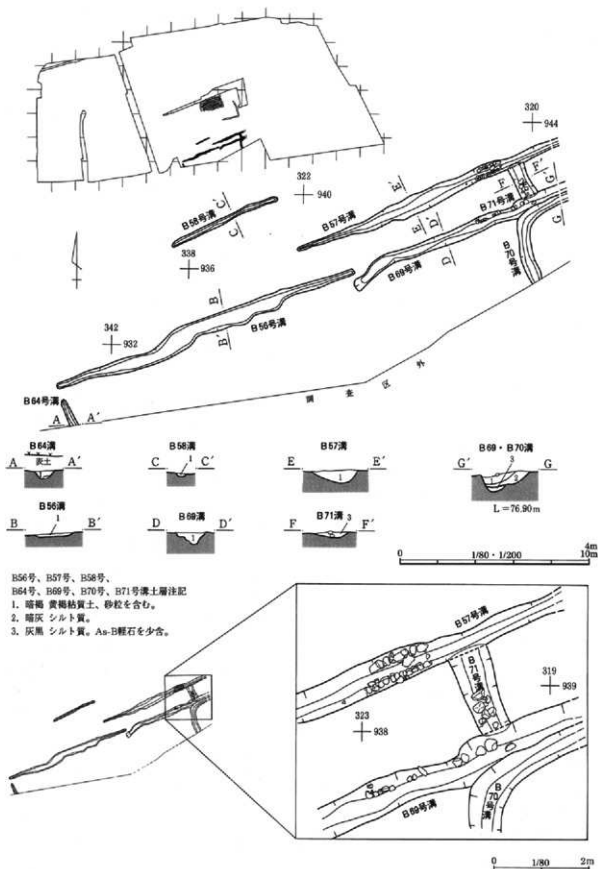 320
944
322
940
B58号溝
C
C′
B57号溝
E′
E
D′
D
F
F′
G′
G
B71号溝
B69号溝
B70号溝
338
936
342
932
B
B′
B56号溝
B64号溝
A
A′
調査区外
B64溝
A
表土
A′
B58溝
C
1
C′
B57溝
E
1
E′
B69・B70溝
G′
3
G
L=76.90m
B56溝
B
1
B′
B69溝
D
1
D′
B71溝
F
3
F′
0
1/80・1/200
4m
10m
B56号、B57号、B58号、
B64号、B69号、B70号、B71号溝土層注記
1. 暗褐 黄褐粘質土、砂粒を含む。
2. 暗灰 シルト質。
3. 灰黒 シルト質。As-B軽石を少含。
B57号溝
B71号溝
319
939
323
938
B69号溝
B70号溝
0
1/80
2m